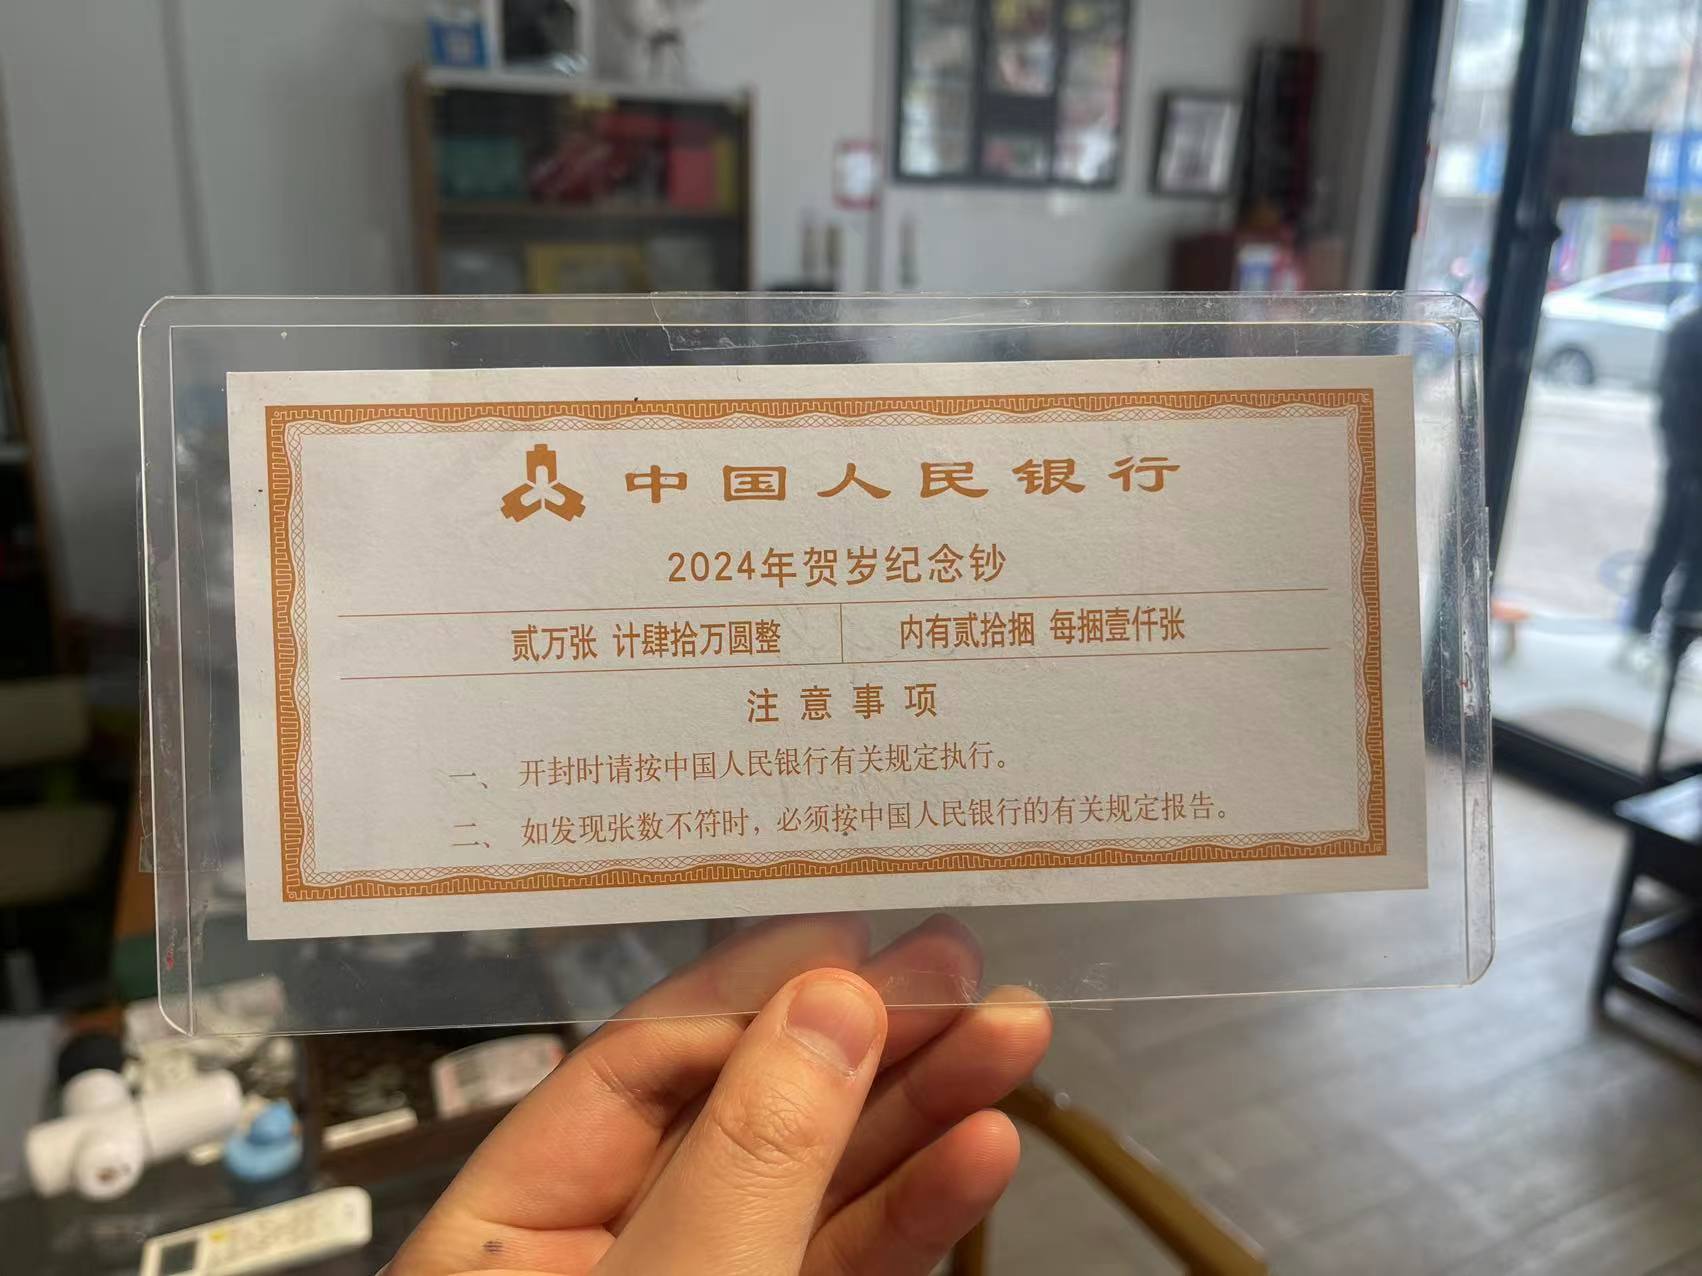 中国人民银行
2024年贺岁纪念钞
贰万张 计肆拾万圆整 内有贰拾捆 每捆壹仟张
注意事项
一、 开封时请按中国人民银行有关规定执行。
二、 如发现张数不符时，必须按中国人民银行的有关规定报告。